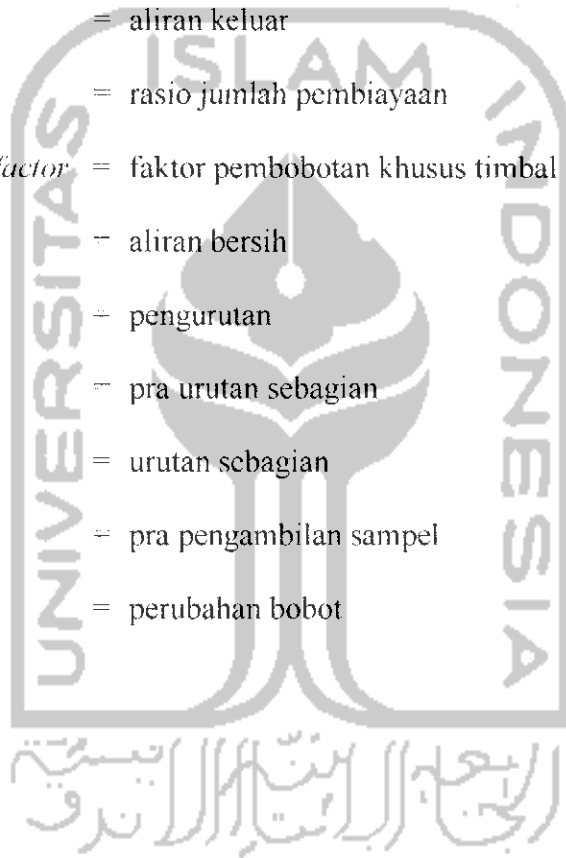 = aliran keluar
ISLAM
= rasio jumlah pembiayaan
factor = faktor pembobotan khusus timbal
= aliran bersih
= pengurutan
= pra urutan sebagian
= urutan sebagian
= pra pengambilan sampel
= perubahan bobot
UNIVERSITAS
INDONESIA